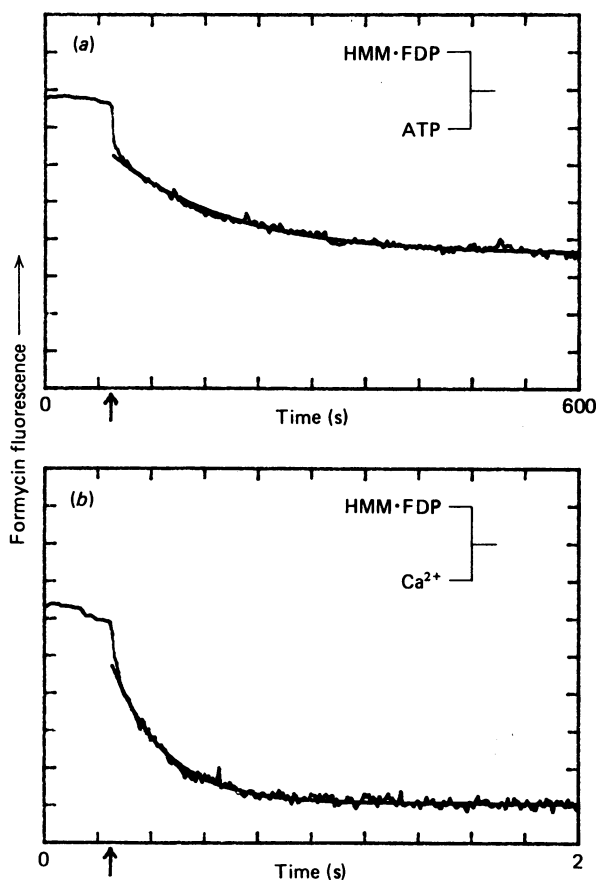 (a)
HMM·FDP
ATP
0
600
Time (s)
Formycin fluorescence
(b)
HMM·FDP
Ca²⁺
0
2
Time (s)